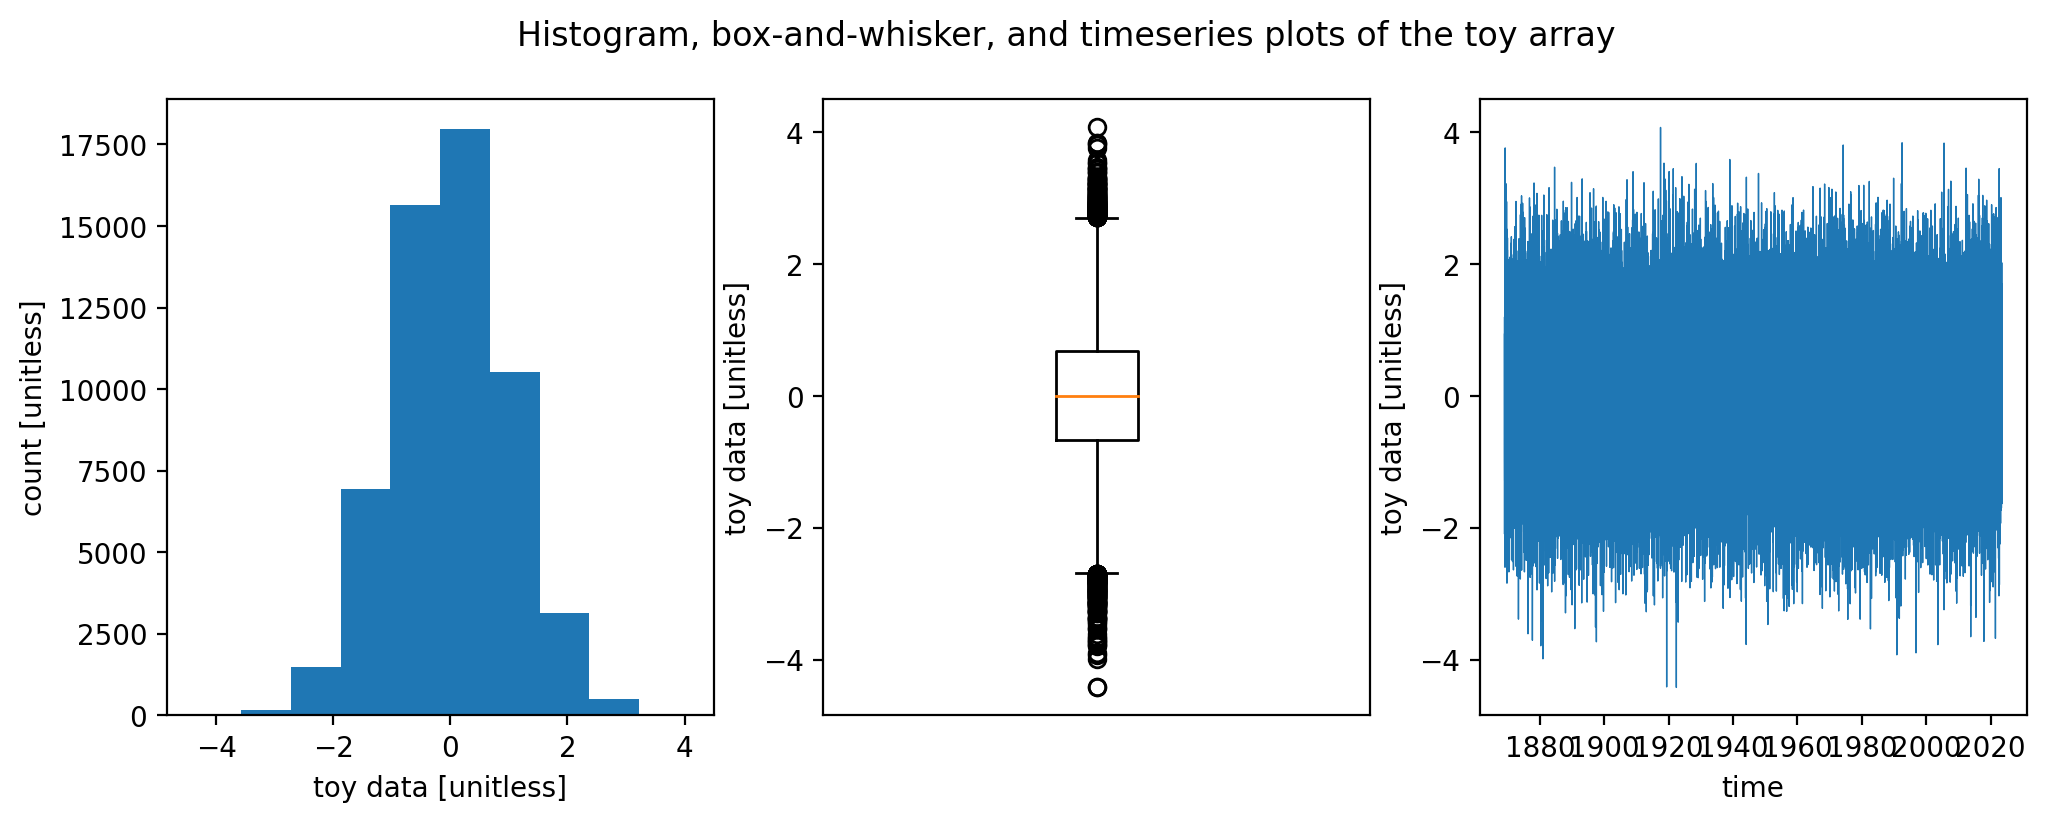 Histogram, box-and-whisker, and timeseries plots of the toy array
count [unitless]
17500
15000
12500
10000
7500
5000
2500
0
−4 −2 0 2 4
toy data [unitless]
toy data [unitless]
4
2
0
−2
−4
toy data [unitless]
4
2
0
−2
−4
1880 1900 1920 1940 1960 1980 2000 2020
time